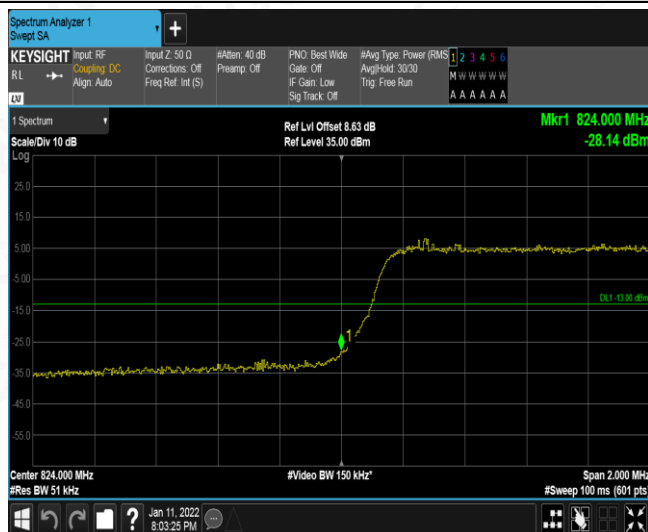 Spectrum Analyzer 1
Swept SA
KEYSIGHT
RL
LXI
Input: RF
Coupling: DC
Align: Auto
Input Z: 50 Ω
Corrections: Off
Freq Ref: Int (S)
#Atten: 40 dB
Preamp: Off
PNO: Best Wide
Gate: Off
IF Gain: Low
Sig Track: Off
#Avg Type: Power (RMS
Avg|Hold: 30/30
Trig: Free Run
1 2 3 4 5 6
M W W W W W
A A A A A A
1 Spectrum
Scale/Div 10 dB
Ref Lvl Offset 8.63 dB
Ref Level 35.00 dBm
Mkr1 824.000 MHz
-28.14 dBm
Log
25.0
15.0
5.00
-5.00
DL1 -13.00 dBm
-15.0
-25.0
1
-35.0
-45.0
-55.0
Center 824.000 MHz
#Res BW 51 kHz
#Video BW 150 kHz*
Span 2.000 MHz
#Sweep 100 ms (601 pts)
Jan 11, 2022
8:03:25 PM